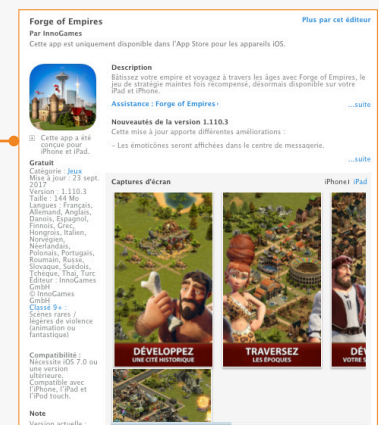 Forge of Empires
Plus par cet éditeur
Par InnoGames
Cette app est uniquement disponible dans l'App Store pour les appareils iOS.
Description
Bâtissez votre empire et voyagez à travers les âges avec Forge of Empires, le
jeu de stratégie maintes fois récompensé, désormais disponible sur votre
iPad et iPhone.
Assistance : Forge of Empires ›
...suite
Nouveautés de la version 1.110.3
Cette mise à jour apporte différentes améliorations :
– Les émoticônes seront affichées dans le centre de messagerie.
...suite
+ Cette app a été
conçue pour
iPhone et iPad.
Gratuit
Catégorie : Jeux
Mise à jour : 23 sept.
2017
Version : 1.110.3
Taille : 144 Mo
Langues : Français,
Allemand, Anglais,
Danois, Espagnol,
Finnois, Grec,
Hongrois, Italien,
Norvégien,
Néerlandais,
Polonais, Portugais,
Roumain, Russe,
Slovaque, Suédois,
Tchèque, Thaï, Turc
Éditeur : InnoGames
GmbH
© InnoGames
GmbH
Classé 9+ :
Scènes rares /
légères de violence
(animation ou
fantastique)
Compatibilité :
Nécessite iOS 7.0 ou
une version
ultérieure.
Compatible avec
l'iPhone, l'iPad et
l'iPod touch.
Note
Version actuelle :
Captures d'écran
iPhone | iPad
DÉVELOPPEZ
UNE CITÉ HISTORIQUE
TRAVERSEZ
LES ÉPOQUES
DÉV
VOTRE S